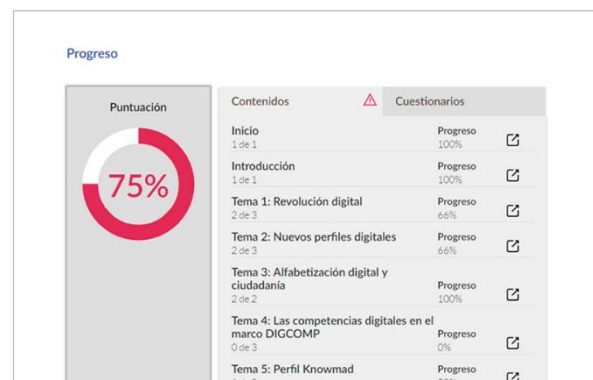 Progreso
Puntuación
75%
Contenidos
Cuestionarios
Inicio
1 de 1
Progreso
100%
Introducción
1 de 1
Progreso
100%
Tema 1: Revolución digital
2 de 3
Progreso
66%
Tema 2: Nuevos perfiles digitales
2 de 3
Progreso
66%
Tema 3: Alfabetización digital y
ciudadanía
2 de 2
Progreso
100%
Tema 4: Las competencias digitales en el
marco DIGCOMP
0 de 3
Progreso
0%
Tema 5: Perfil Knowmad
Progreso